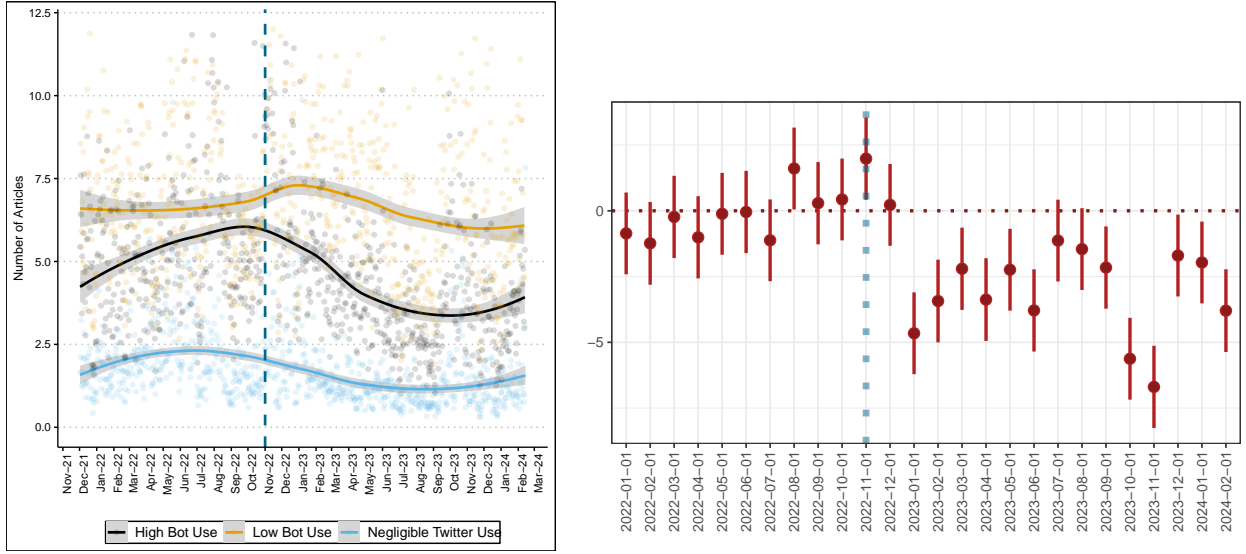 12.5
10.0
7.5
5.0
2.5
0.0
Number of Articles
Nov−21
Dec−21
Jan−22
Feb−22
Mar−22
Apr−22
May−22
Jun−22
Jul−22
Aug−22
Sep−22
Oct−22
Nov−22
Dec−22
Jan−23
Feb−23
Mar−23
Apr−23
May−23
Jun−23
Jul−23
Aug−23
Sep−23
Oct−23
Nov−23
Dec−23
Jan−24
Feb−24
Mar−24
High Bot Use Low Bot Use Negligible Twitter Use
0
−5
2022−01−01
2022−02−01
2022−03−01
2022−04−01
2022−05−01
2022−06−01
2022−07−01
2022−08−01
2022−09−01
2022−10−01
2022−11−01
2022−12−01
2023−01−01
2023−02−01
2023−03−01
2023−04−01
2023−05−01
2023−06−01
2023−07−01
2023−08−01
2023−09−01
2023−10−01
2023−11−01
2023−12−01
2024−01−01
2024−02−01